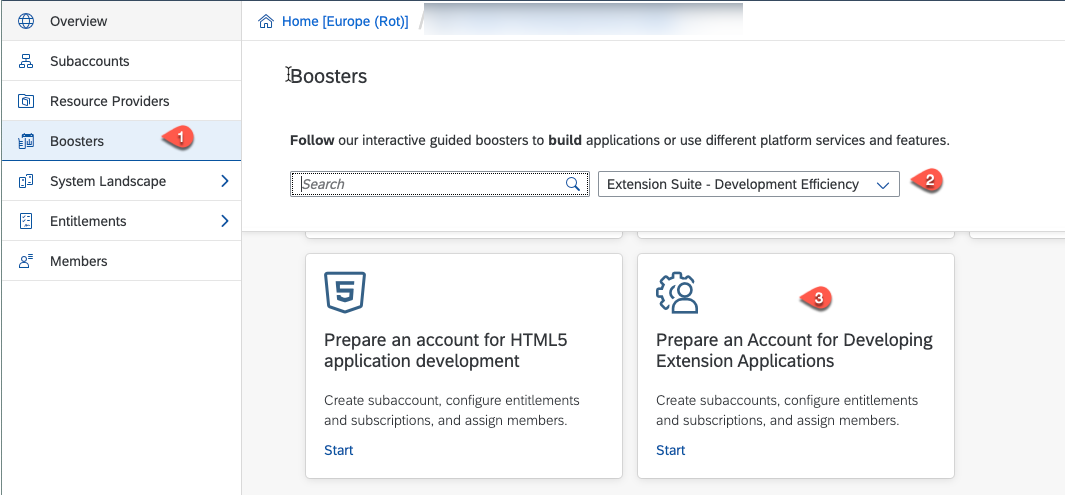 Overview
Subaccounts
Resource Providers
Boosters
System Landscape
Entitlements
Members
1
Home [Europe (Rot)] /
Boosters
Follow our interactive guided boosters to build applications or use different platform services and features.
Search
Extension Suite - Development Efficiency
2
5
Prepare an account for HTML5
application development
Create subaccount, configure entitlements
and subscriptions, and assign members.
Start
3
Prepare an Account for Developing
Extension Applications
Create subaccounts, configure entitlements
and subscriptions, and assign members.
Start